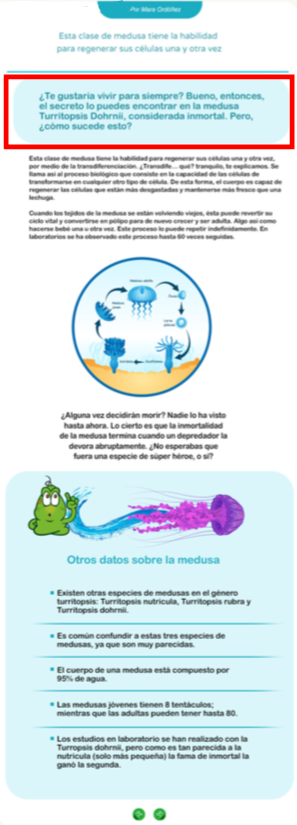 Por Mara Ordóñez
Esta clase de medusa tiene la habilidad
para regenerar sus células una y otra vez
¿Te gustaría vivir para siempre? Bueno, entonces,
el secreto lo puedes encontrar en la medusa
Turritopsis Dohrnii, considerada inmortal. Pero,
¿cómo sucede esto?
Esta clase de medusa tiene la habilidad para regenerar sus células una y otra vez,
por medio de la transdiferenciación. ¿Transdife... qué? tranquilo, te explicamos. Se
llama así al proceso biológico que consiste en la capacidad de las células de
transformarse en cualquier otro tipo de célula. De esta forma, el cuerpo es capaz de
regenerar las células que están más desgastadas y mantenerse más fresco que una
lechuga.
Cuando los tejidos de la medusa se están volviendo viejos, ésta puede revertir su
ciclo vital y convertirse en pólipo para de nuevo crecer y ser adulta. Algo así como
hacerse bebé una u otra vez. Este proceso lo puede repetir indefinidamente. En
laboratorios se ha observado este proceso hasta 60 veces seguidas.
Medusa adulta
¿Alguna vez decidirán morir? Nadie lo ha visto
hasta ahora. Lo cierto es que la inmortalidad
de la medusa termina cuando un depredador la
devora abruptamente. ¿No esperabas que
fuera una especie de súper héroe, o sí?
Otros datos sobre la medusa
Existen otras especies de medusas en el género
turritopsis: Turritopsis nutricula, Turritopsis rubra y
Turritopsis dohrnii.
Es común confundir a estas tres especies de
medusas, ya que son muy parecidas.
El cuerpo de una medusa está compuesto por
95% de agua.
Las medusas jóvenes tienen 8 tentáculos;
mientras que las adultas pueden tener hasta 80.
Los estudios en laboratorio se han realizado con la
Turropsis dohrnii, pero como es tan parecida a la
nutricula (solo más pequeña) la fama de inmortal la
ganó la segunda.